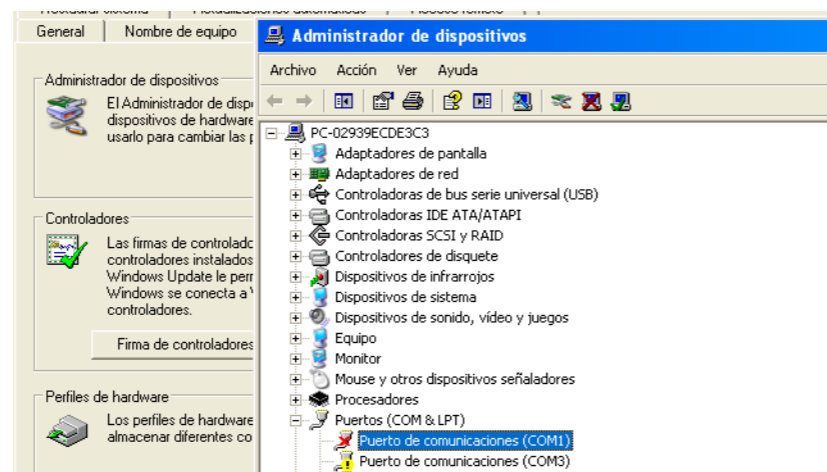 General
Nombre de equipo
Administrador de dispositivos
Archivo Acción Ver Ayuda
PC-02939ECDE3C3
Adaptadores de pantalla
Adaptadores de red
Controladoras de bus serie universal (USB)
Controladoras IDE ATA/ATAPI
Controladoras SCSI y RAID
Controladores de disquete
Dispositivos de infrarrojos
Dispositivos de sistema
Dispositivos de sonido, vídeo y juegos
Equipo
Monitor
Mouse y otros dispositivos señaladores
Procesadores
Puertos (COM & LPT)
Puerto de comunicaciones (COM1)
Puerto de comunicaciones (COM3)
Administrador de dispositivos
El Administrador de
dispositivos de hardware
usarlo para cambiar las
Controladores
Las firmas de
controladores instalados
Windows Update le
Windows se conecta a
controladores.
Firma de controladores
Perfiles de hardware
Los perfiles de hardware
almacenar diferentes